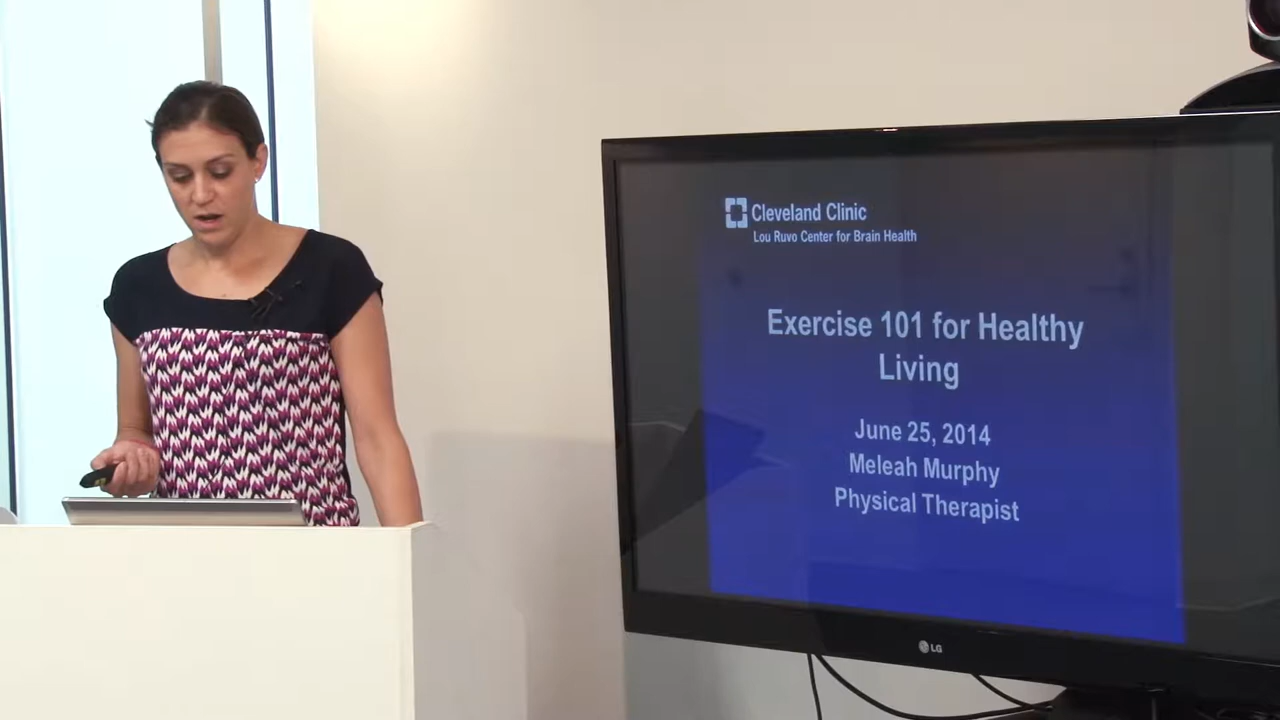 Cleveland Clinic
Lou Ruvo Center for Brain Health
Exercise 101 for Healthy
Living
June 25, 2014
Meleah Murphy
Physical Therapist
LG